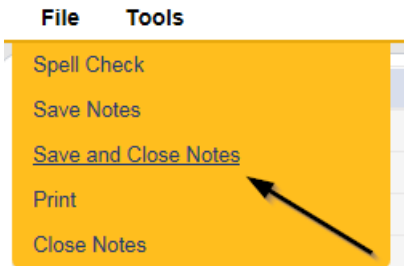 File Tools
Spell Check
Save Notes
Save and Close Notes
Print
Close Notes